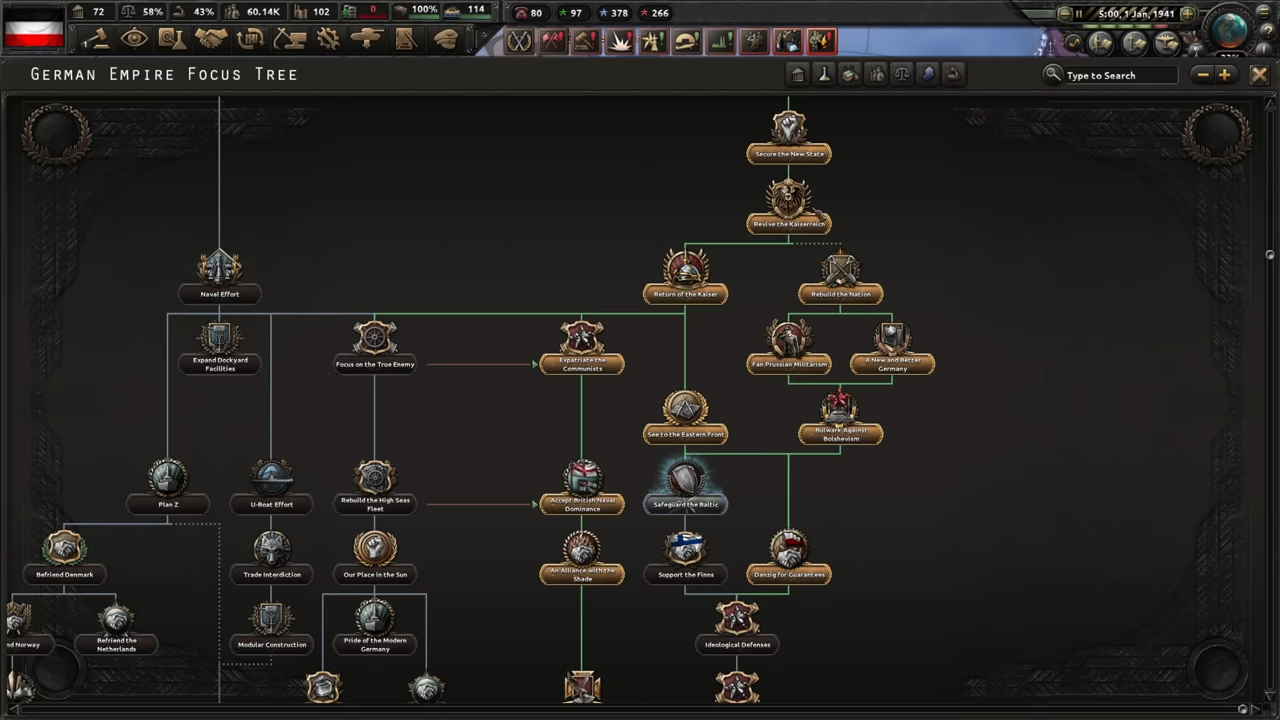 72 58% 43% 60.14K 102 0 100% 114 80 97 378 266 5:00, 1 Jan, 1941
German Empire Focus Tree
Type to Search
Secure the New State
Revive the Kaiserreich
Naval Effort
Return of the Kaiser
Rebuild the Nation
Expand Dockyard
Facilities
Focus on the True Enemy
Expatriate the
Communists
Fan Prussian Militarism
A New and Better
Germany
See to the Eastern Front
Bulwark Against
Bolshevism
Plan Z
U-Boat Effort
Rebuild the High Seas
Fleet
Accept British Naval
Dominance
Safeguard the Baltic
Befriend Denmark
Trade Interdiction
Our Place in the Sun
An Alliance with the
Shade
Support the Finns
Danzig for Guarantees
nd Norway
Befriend the
Netherlands
Modular Construction
Pride of the Modern
Germany
Ideological Defenses